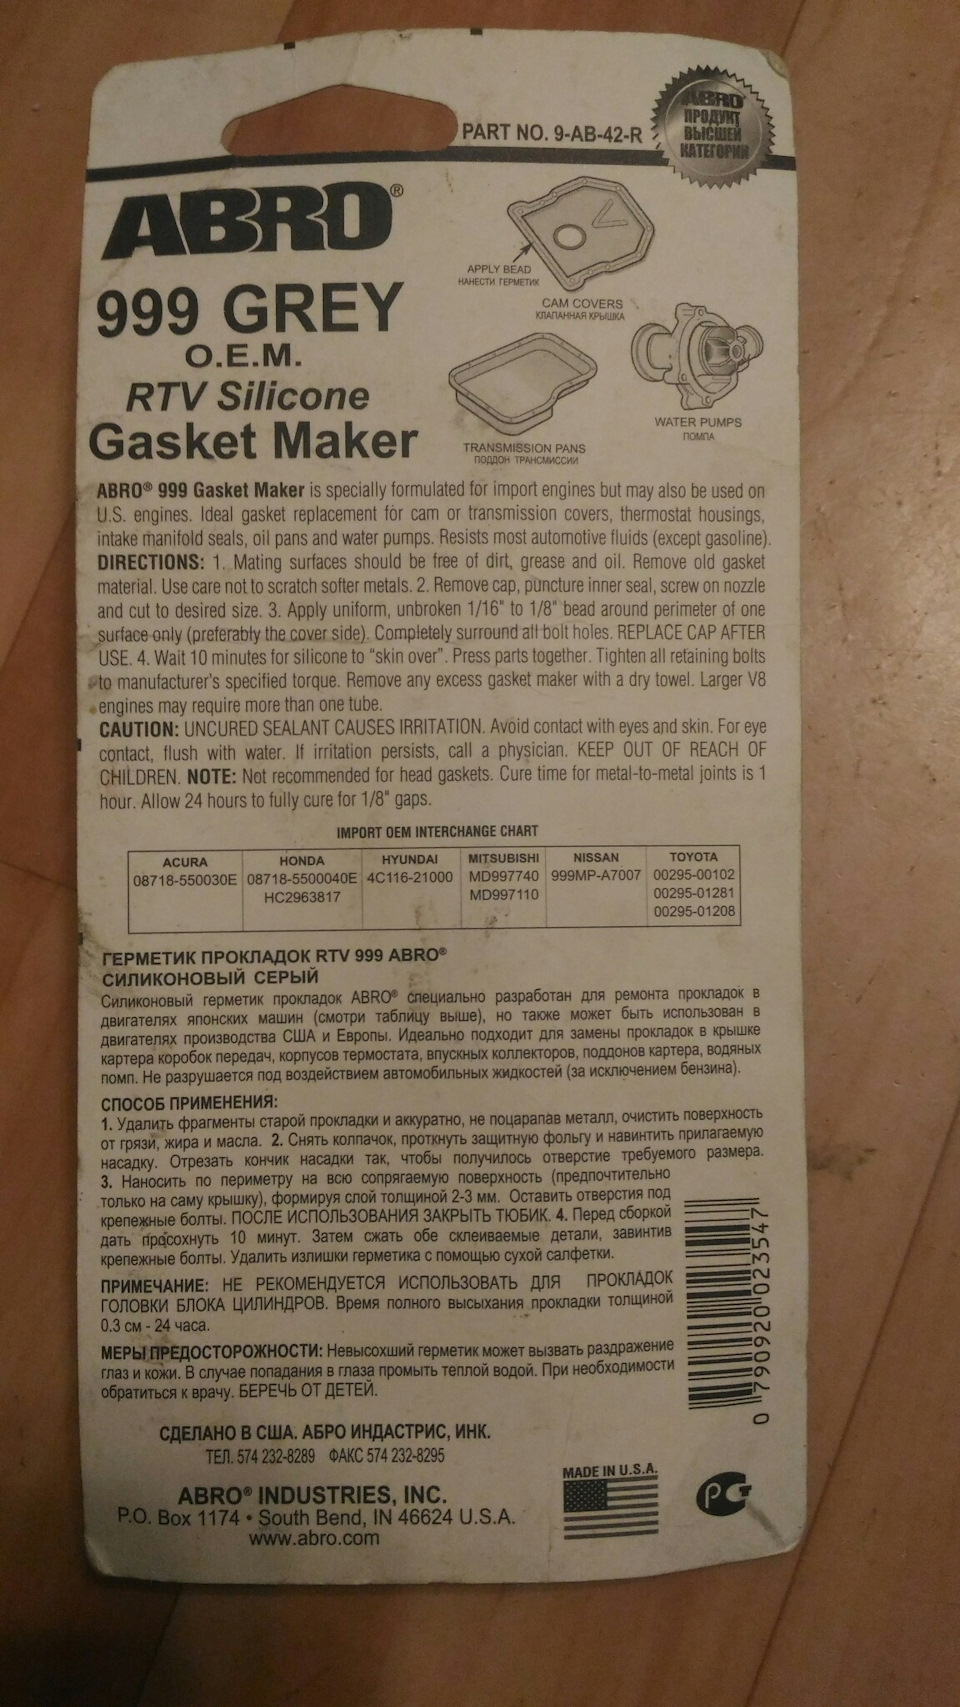 PART NO. 9-AB-42-R
ABRO
ПРОДУКТ
ВЫСШЕЙ
КАТЕГОРИИ
ABRO®
999 GREY
O.E.M.
RTV Silicone
Gasket Maker
APPLY BEAD
НАНЕСТИ ГЕРМЕТИК
CAM COVERS
КЛАПАННАЯ КРЫШКА
TRANSMISSION PANS
ПОДДОН ТРАНСМИССИИ
WATER PUMPS
ПОМПА
ABRO® 999 Gasket Maker is specially formulated for import engines but may also be used on
U.S. engines. Ideal gasket replacement for cam or transmission covers, thermostat housings,
intake manifold seals, oil pans and water pumps. Resists most automotive fluids (except gasoline).
DIRECTIONS: 1. Mating surfaces should be free of dirt, grease and oil. Remove old gasket
material. Use care not to scratch softer metals. 2. Remove cap, puncture inner seal, screw on nozzle
and cut to desired size. 3. Apply uniform, unbroken 1/16" to 1/8" bead around perimeter of one
surface only (preferably the cover side). Completely surround all bolt holes. REPLACE CAP AFTER
USE. 4. Wait 10 minutes for silicone to “skin over”. Press parts together. Tighten all retaining bolts
to manufacturer's specified torque. Remove any excess gasket maker with a dry towel. Larger V8
engines may require more than one tube.
CAUTION: UNCURED SEALANT CAUSES IRRITATION. Avoid contact with eyes and skin. For eye
contact, flush with water. If irritation persists, call a physician. KEEP OUT OF REACH OF
CHILDREN. NOTE: Not recommended for head gaskets. Cure time for metal-to-metal joints is 1
hour. Allow 24 hours to fully cure for 1/8" gaps.
IMPORT OEM INTERCHANGE CHART
ACURA HONDA HYUNDAI MITSUBISHI NISSAN TOYOTA
08718-550030E 08718-5500040E 4C116-21000 MD997740 999MP-A7007 00295-00102
HC2963817 MD997110 00295-01281
00295-01208
ГЕРМЕТИК ПРОКЛАДОК RTV 999 ABRO®
СИЛИКОНОВЫЙ СЕРЫЙ
Силиконовый герметик прокладок ABRO® специально разработан для ремонта прокладок в
двигателях японских машин (смотри таблицу выше), но также может быть использован в
двигателях производства США и Европы. Идеально подходит для замены прокладок в крышке
картера коробок передач, корпусов термостата, впускных коллекторов, поддонов картера, водяных
помп. Не разрушается под воздействием автомобильных жидкостей (за исключением бензина).
СПОСОБ ПРИМЕНЕНИЯ:
1. Удалить фрагменты старой прокладки и аккуратно, не поцарапав металл, очистить поверхность
от грязи, жира и масла. 2. Снять колпачок, проткнуть защитную фольгу и навинтить прилагаемую
насадку. Отрезать кончик насадки так, чтобы получилось отверстие требуемого размера.
3. Наносить по периметру на всю сопрягаемую поверхность (предпочтительно
только на саму крышку), формируя слой толщиной 2-3 мм. Оставить отверстия под
крепежные болты. ПОСЛЕ ИСПОЛЬЗОВАНИЯ ЗАКРЫТЬ ТЮБИК. 4. Перед сборкой
дать просохнуть 10 минут. Затем сжать обе склеиваемые детали, завинтив
крепежные болты. Удалить излишки герметика с помощью сухой салфетки.
ПРИМЕЧАНИЕ: НЕ РЕКОМЕНДУЕТСЯ ИСПОЛЬЗОВАТЬ ДЛЯ ПРОКЛАДОК
ГОЛОВКИ БЛОКА ЦИЛИНДРОВ. Время полного высыхания прокладки толщиной
0.3 см - 24 часа.
МЕРЫ ПРЕДОСТОРОЖНОСТИ: Невысохший герметик может вызвать раздражение
глаз и кожи. В случае попадания в глаза промыть теплой водой. При необходимости
обратиться к врачу. БЕРЕЧЬ ОТ ДЕТЕЙ.
0 790920 023547
СДЕЛАНО В США. АБРО ИНДАСТРИС, ИНК.
ТЕЛ. 574 232-8289 ФАКС 574 232-8295
ABRO® INDUSTRIES, INC.
P.O. Box 1174 • South Bend, IN 46624 U.S.A.
www.abro.com
MADE IN U.S.A.
РСТ